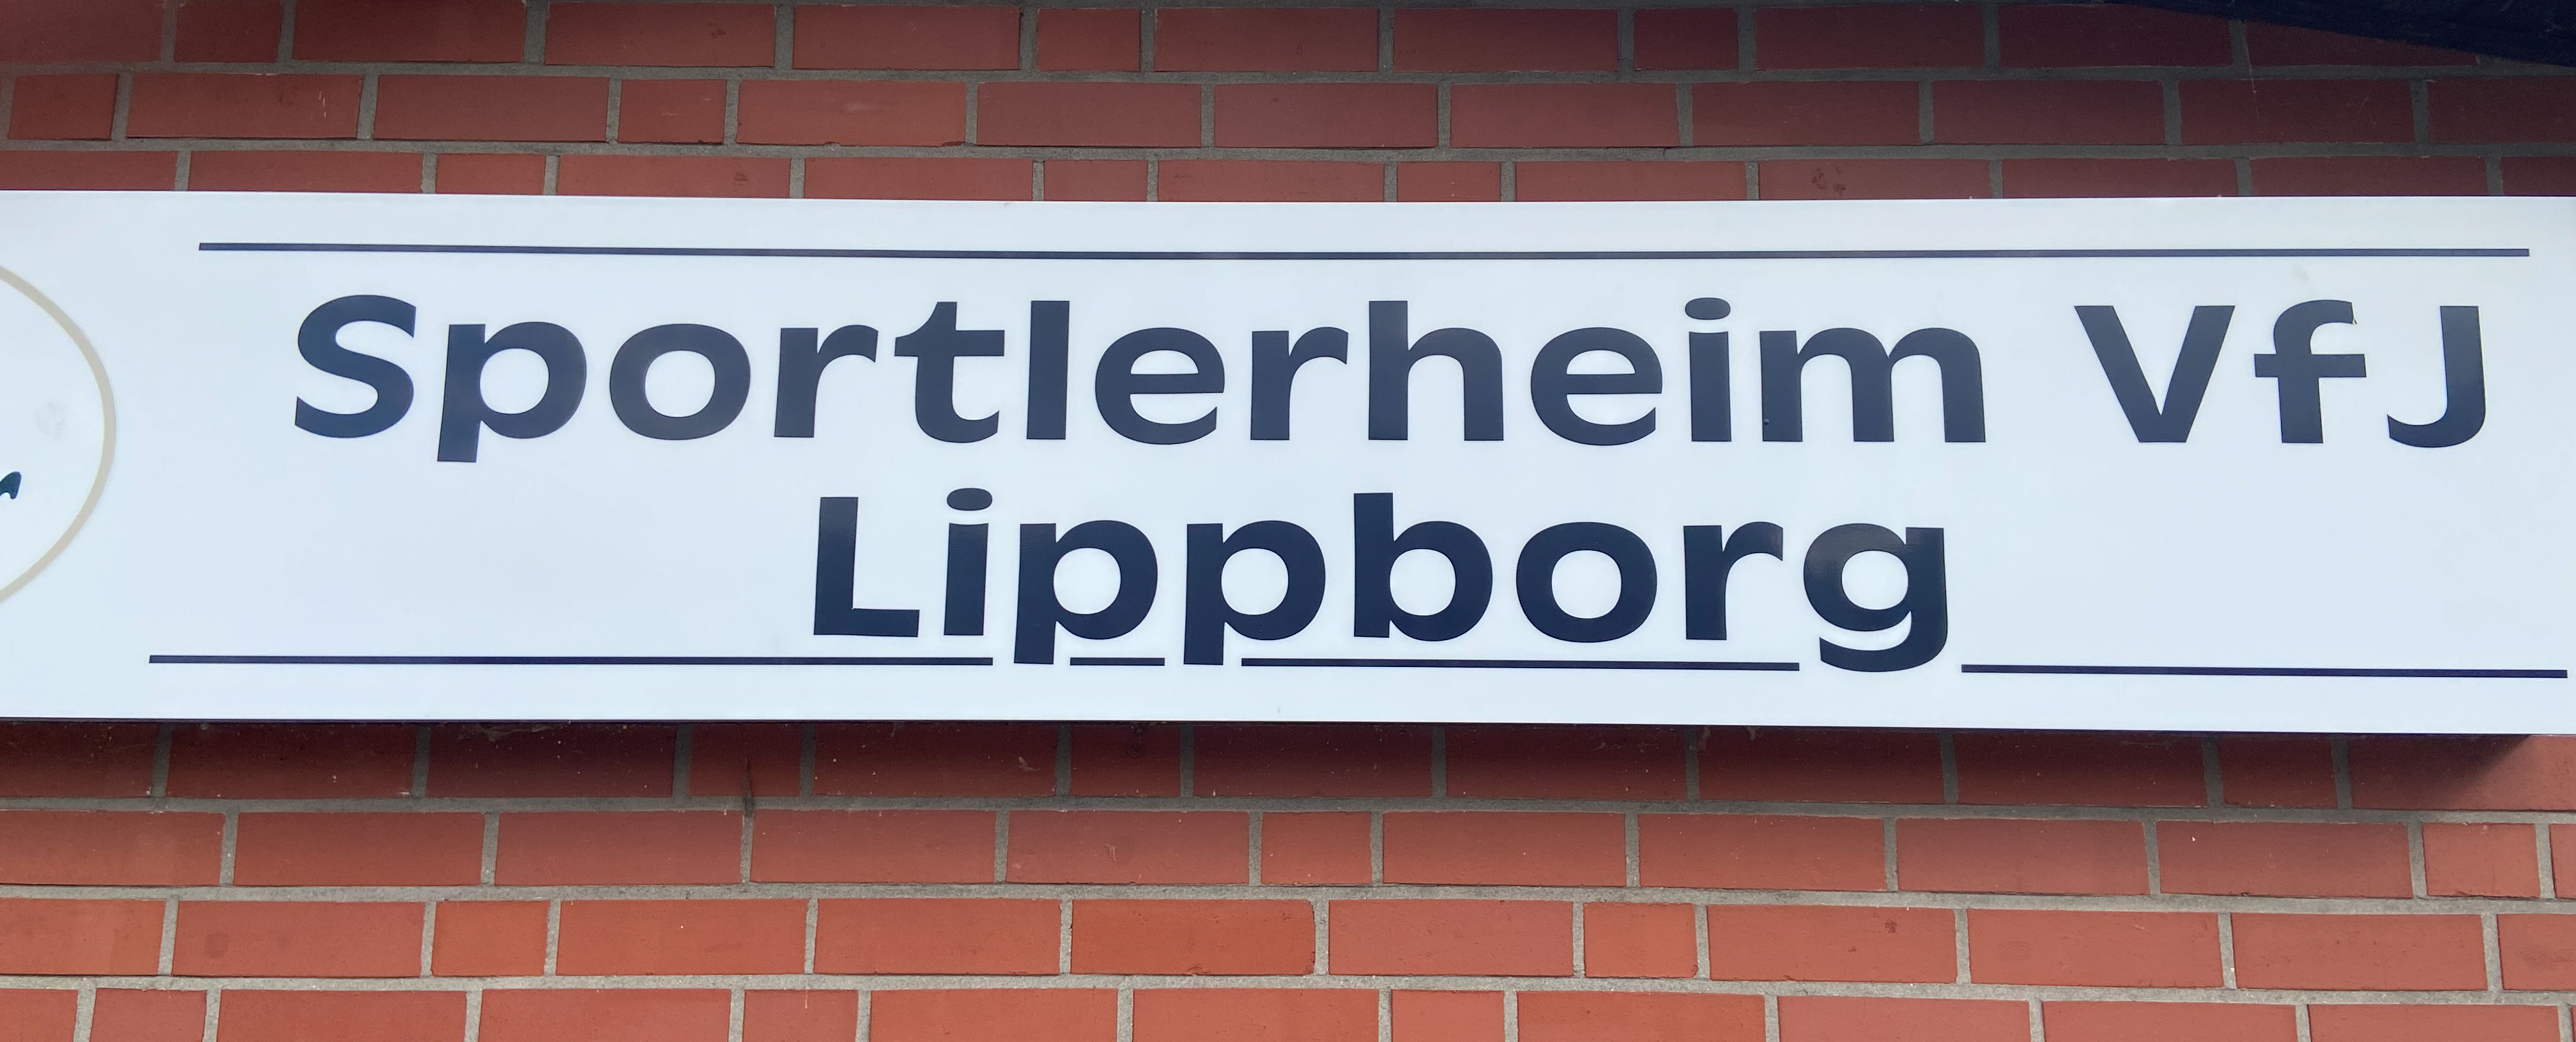 Sportlerheim VfJ
Lippborg